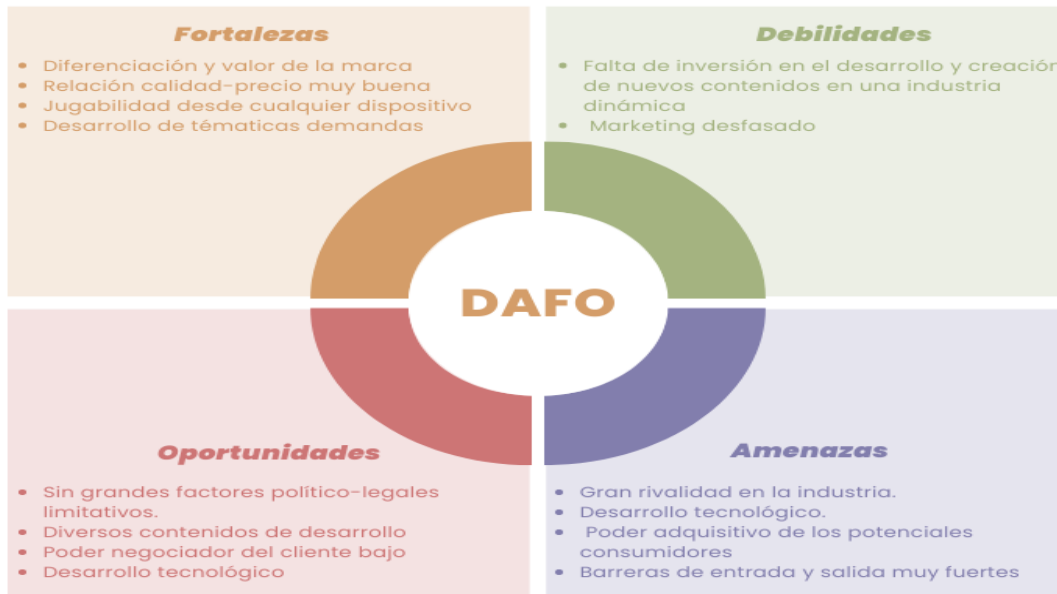 Fortalezas
• Diferenciación y valor de la marca
• Relación calidad-precio muy buena
• Jugabilidad desde cualquier dispositivo
• Desarrollo de tématicas demandas
Debilidades
• Falta de inversión en el desarrollo y creación
de nuevos contenidos en una industria
dinámica
• Marketing desfasado
DAFO
Oportunidades
• Sin grandes factores político-legales
limitativos.
• Diversos contenidos de desarrollo
• Poder negociador del cliente bajo
• Desarrollo tecnológico
Amenazas
• Gran rivalidad en la industria.
• Desarrollo tecnológico.
• Poder adquisitivo de los potenciales
consumidores
• Barreras de entrada y salida muy fuertes